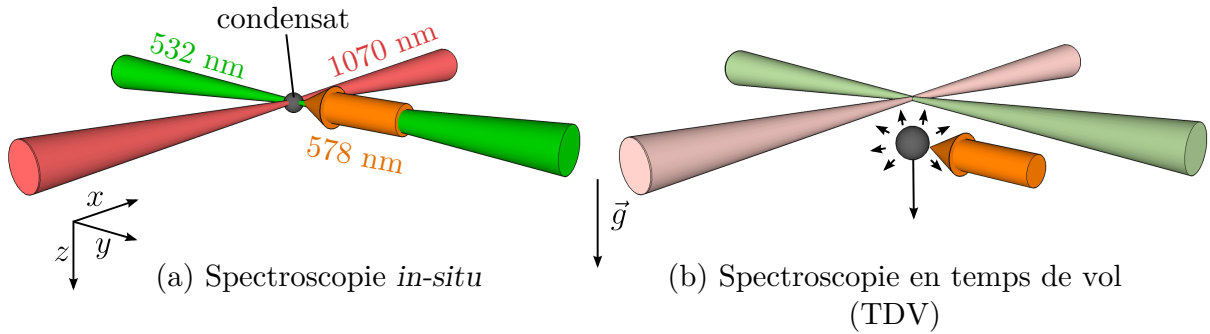 condensat
532 nm
1070 nm
578 nm
x
y
z
g⃗
(a) Spectroscopie in-situ
(b) Spectroscopie en temps de vol
(TDV)